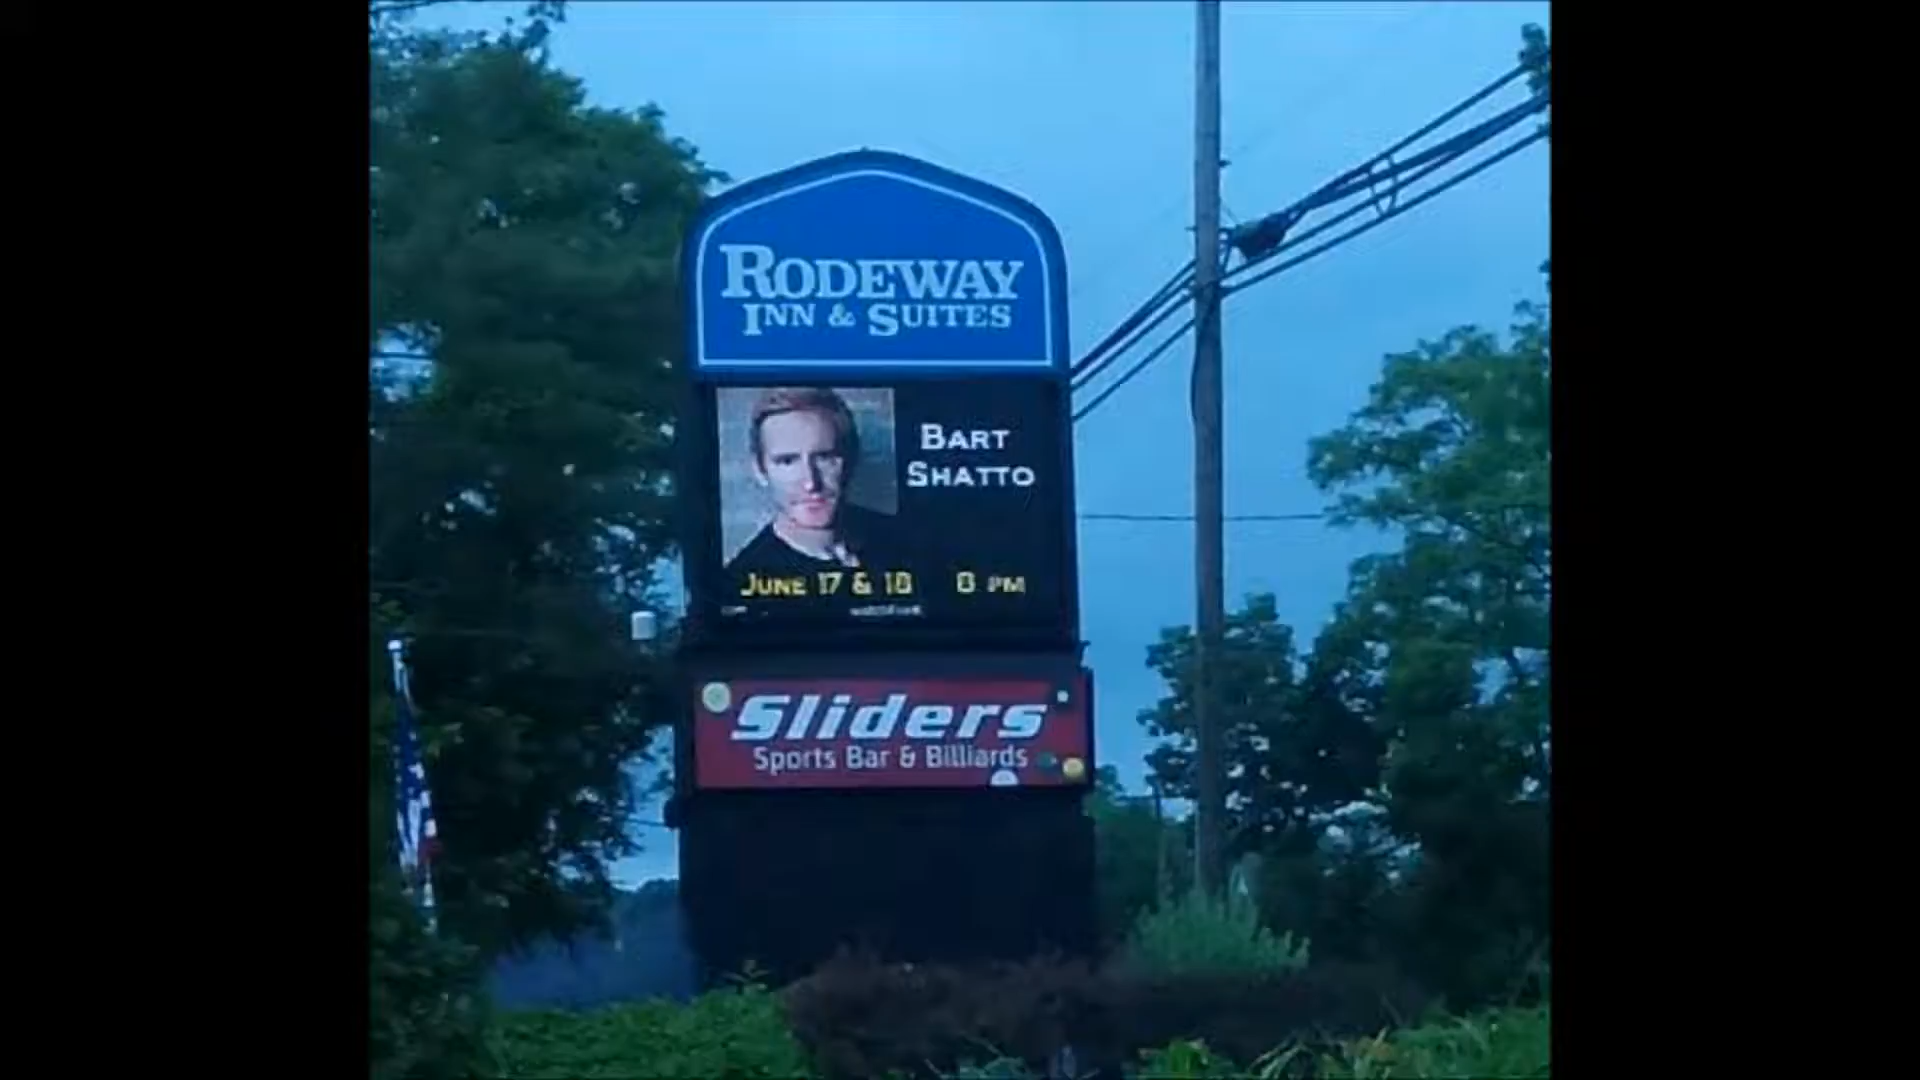 RODEWAY
INN & SUITES
BART
SHATTO
JUNE 17 & 18 8 PM
Sliders
Sports Bar & Billiards